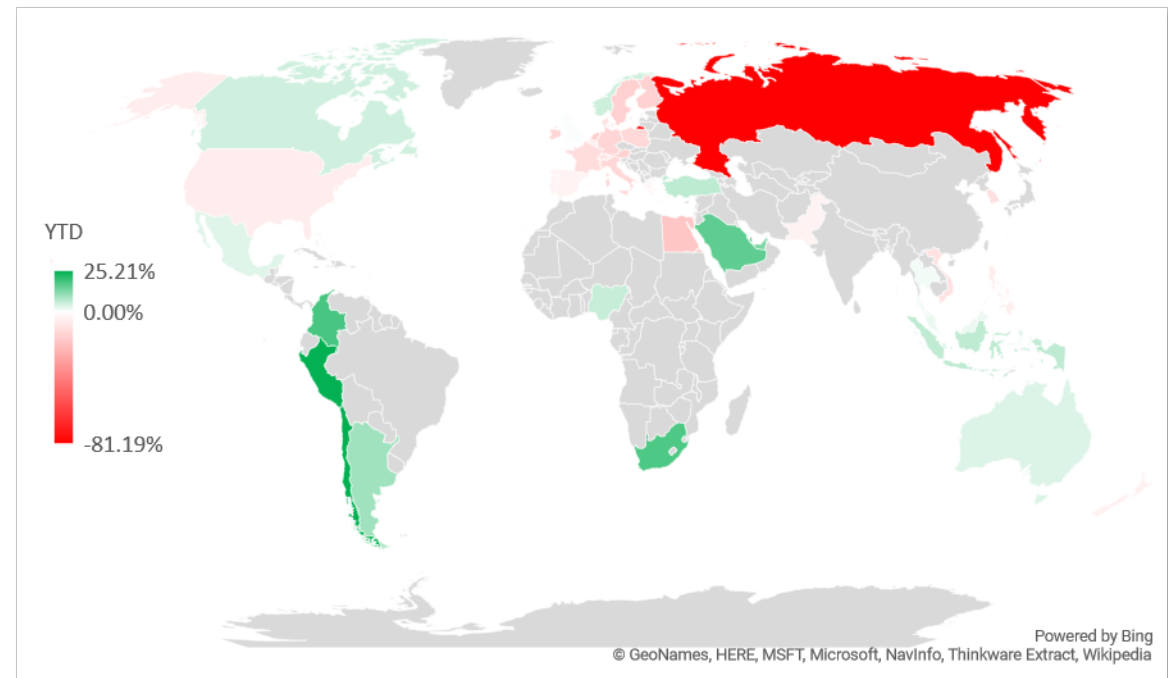 YTD
25.21%
0.00%
-81.19%
Powered by Bing
© GeoNames, HERE, MSFT, Microsoft, NavInfo, Thinkware Extract, Wikipedia